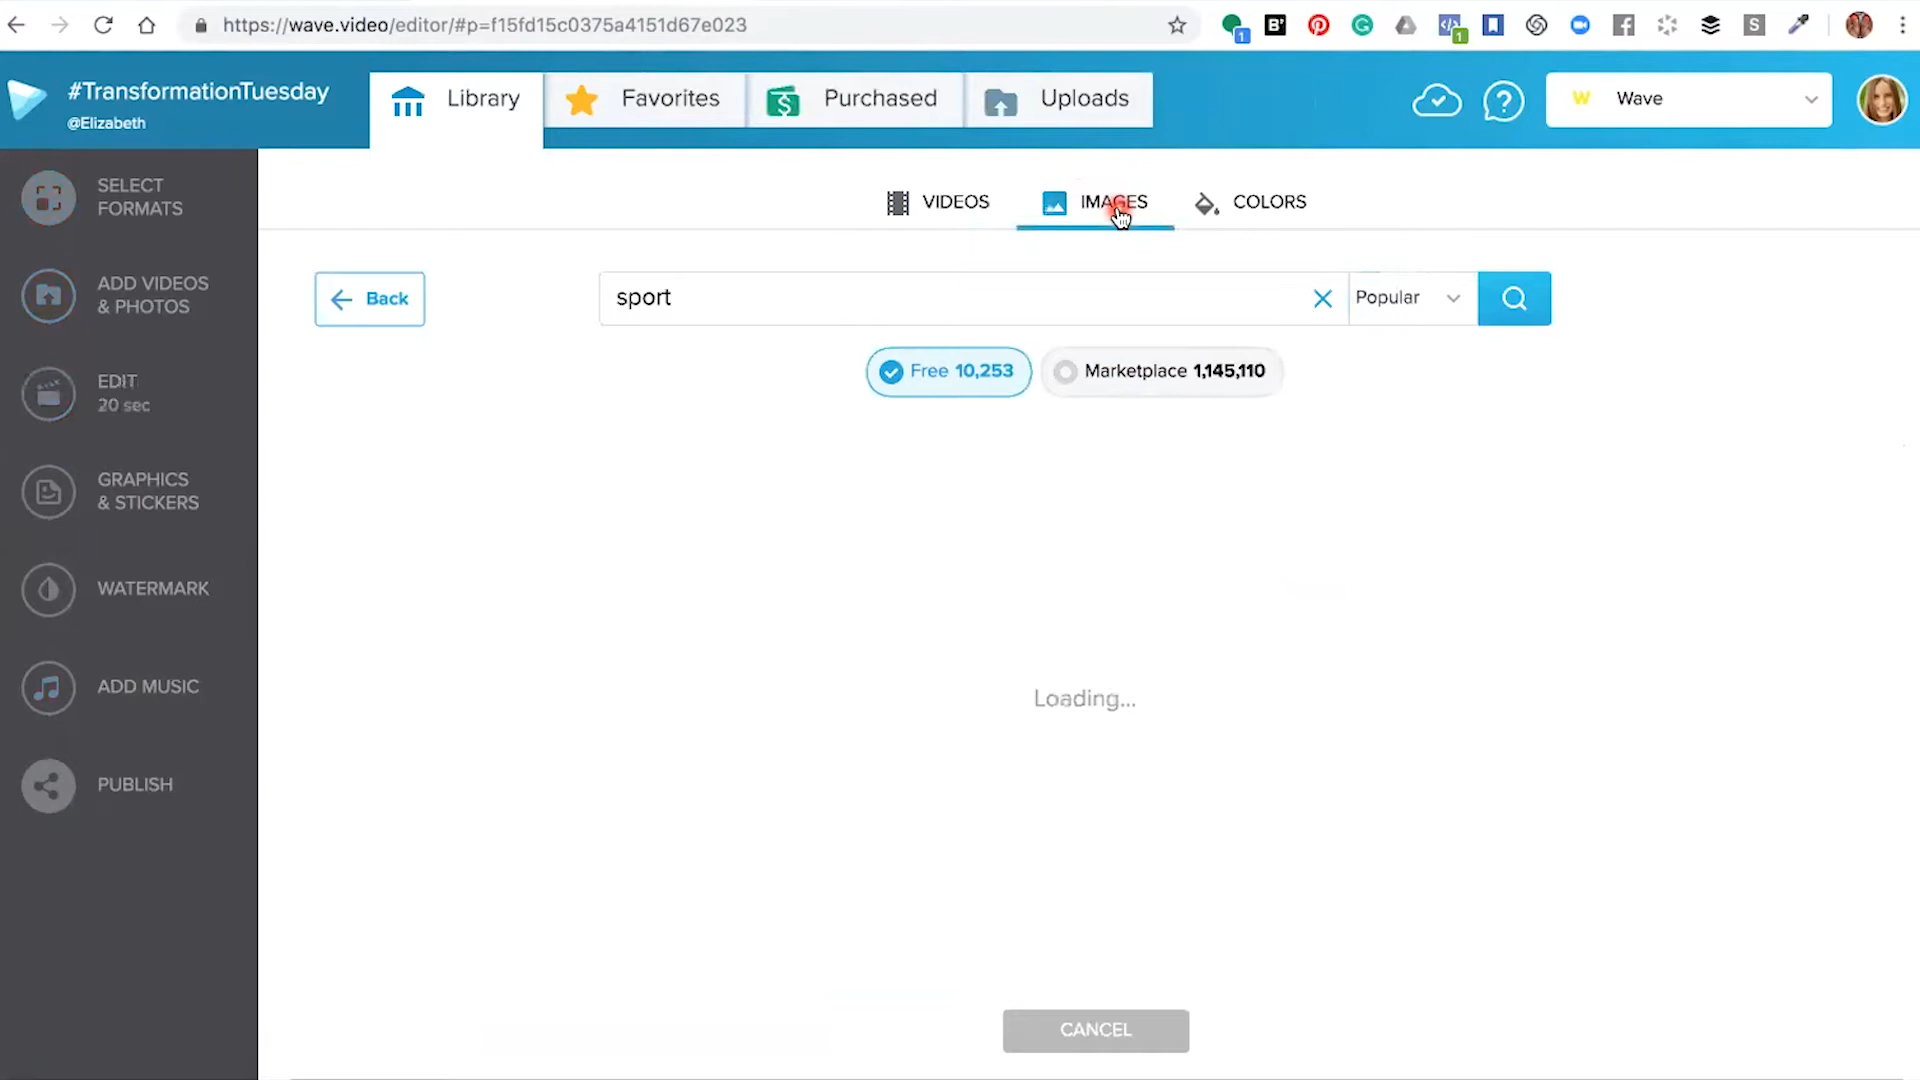 https://wave.video/editor/#p=f15fd15c0375a4151d67e023
1
B
G
1
S
#TransformationTuesday
@Elizabeth
Library
Favorites
Purchased
Uploads
W
Wave
SELECT
FORMATS
ADD VIDEOS
& PHOTOS
EDIT
20 sec
GRAPHICS
& STICKERS
WATERMARK
ADD MUSIC
PUBLISH
VIDEOS
IMAGES
COLORS
Back
sport
Popular
Free 10,253
Marketplace 1,145,110
Loading...
CANCEL